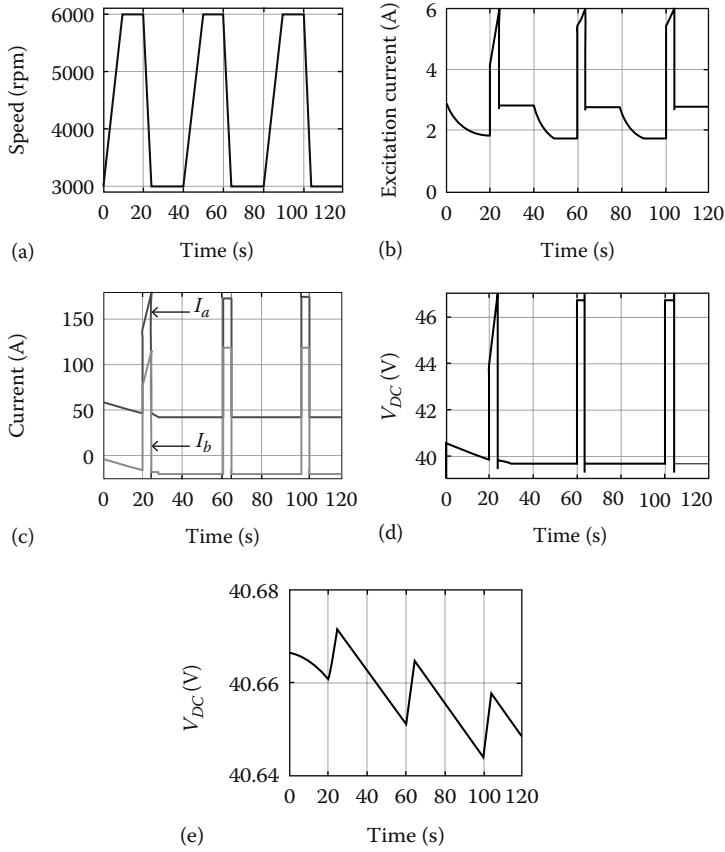 6000
5000
4000
3000
0 20 40 60 80 100 120
Speed (rpm)
Time (s)
(a)
6
4
2
0
0 20 40 60 80 100 120
Excitation current (A)
Time (s)
(b)
150
100
50
0
0 20 40 60 80 100 120
Current (A)
I_a
I_b
Time (s)
(c)
46
44
42
40
0 20 40 60 80 100 120
V_DC (V)
Time (s)
(d)
40.68
40.66
40.64
0 20 40 60 80 100 120
V_DC (V)
Time (s)
(e)